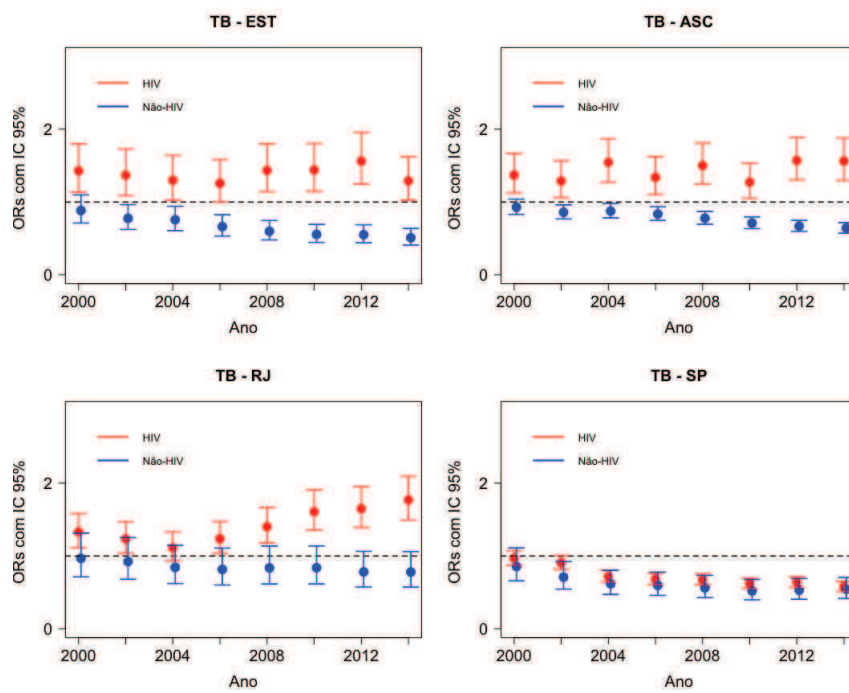 TB - EST
ORs com IC 95%
2
0
HIV
Não-HIV
2000
2004
2008
2012
Ano
TB - ASC
ORs com IC 95%
2
0
HIV
Não-HIV
2000
2004
2008
2012
Ano
TB - RJ
ORs com IC 95%
2
0
HIV
Não-HIV
2000
2004
2008
2012
Ano
TB - SP
ORs com IC 95%
2
0
HIV
Não-HIV
2000
2004
2008
2012
Ano